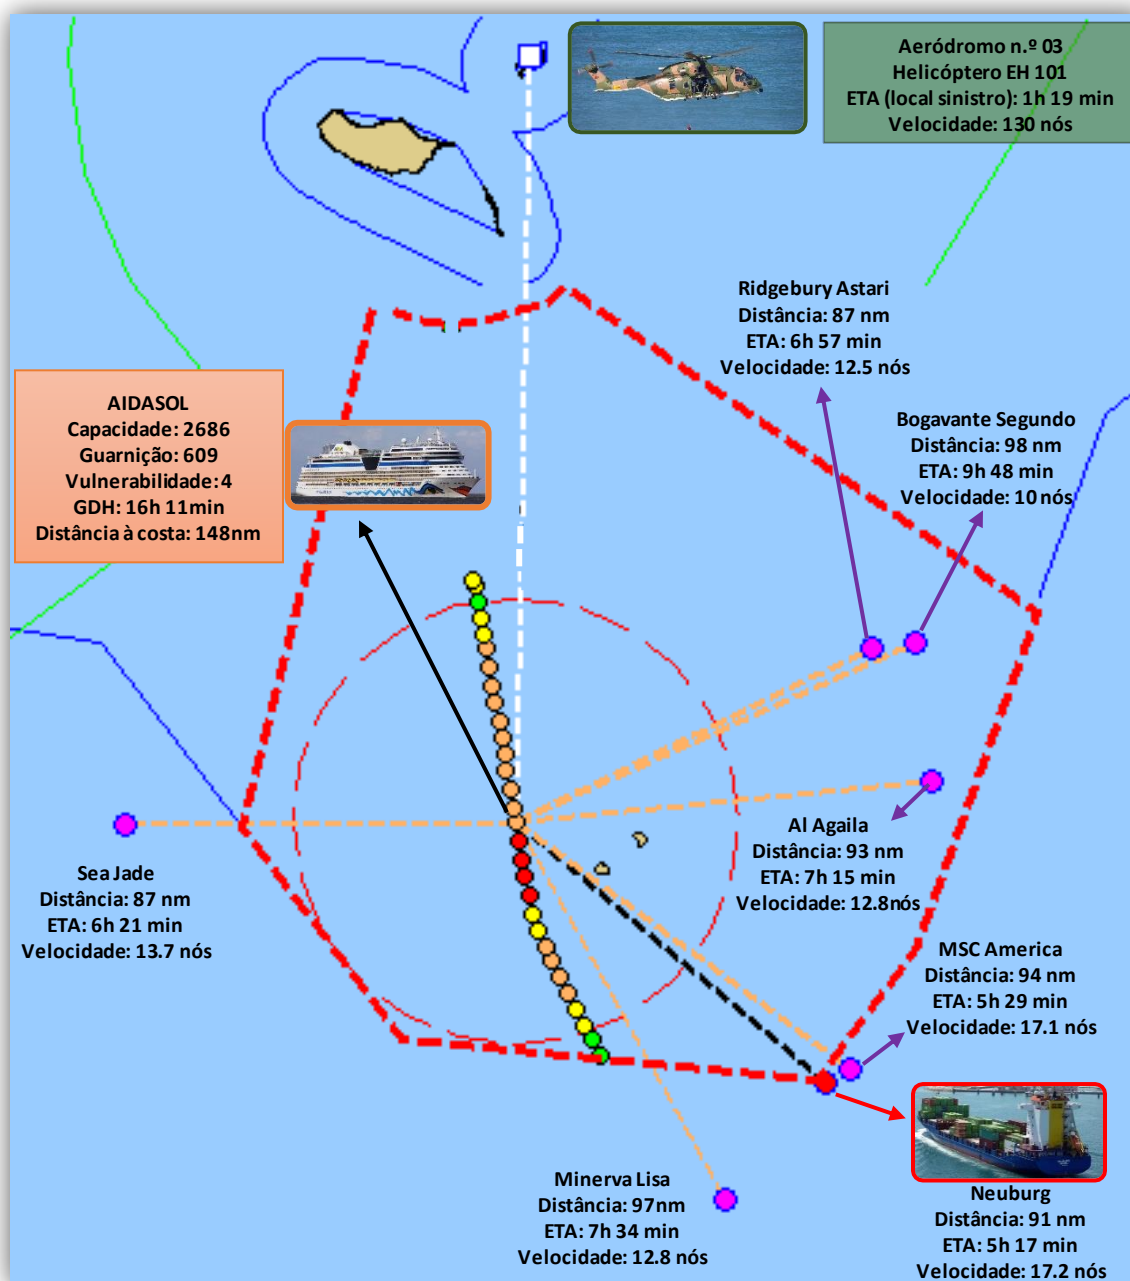 Aeródromo n.º 03
Helicóptero EH 101
ETA (local sinistro): 1h 19 min
Velocidade: 130 nós
Ridgebury Astari
Distância: 87 nm
ETA: 6h 57 min
Velocidade: 12.5 nós
AIDASOL
Capacidade: 2686
Guarnição: 609
Vulnerabilidade: 4
GDH: 16h 11min
Distância à costa: 148nm
Bogavante Segundo
Distância: 98 nm
ETA: 9h 48 min
Velocidade: 10 nós
Al Agaila
Distância: 93 nm
ETA: 7h 15 min
Velocidade: 12.8nós
Sea Jade
Distância: 87 nm
ETA: 6h 21 min
Velocidade: 13.7 nós
MSC America
Distância: 94 nm
ETA: 5h 29 min
Velocidade: 17.1 nós
Minerva Lisa
Distância: 97nm
ETA: 7h 34 min
Velocidade: 12.8 nós
Neuburg
Distância: 91 nm
ETA: 5h 17 min
Velocidade: 17.2 nós